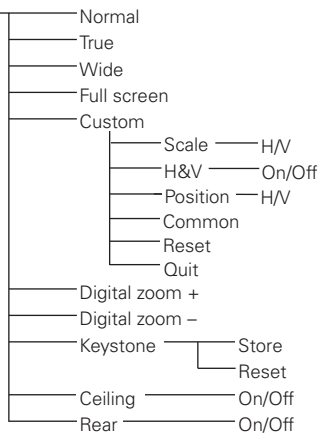 Normal
True
Wide
Full screen
Custom
Scale H/V
H&V On/Off
Position H/V
Common
Reset
Quit
Digital zoom +
Digital zoom –
Keystone Store
Reset
Ceiling On/Off
Rear On/Off